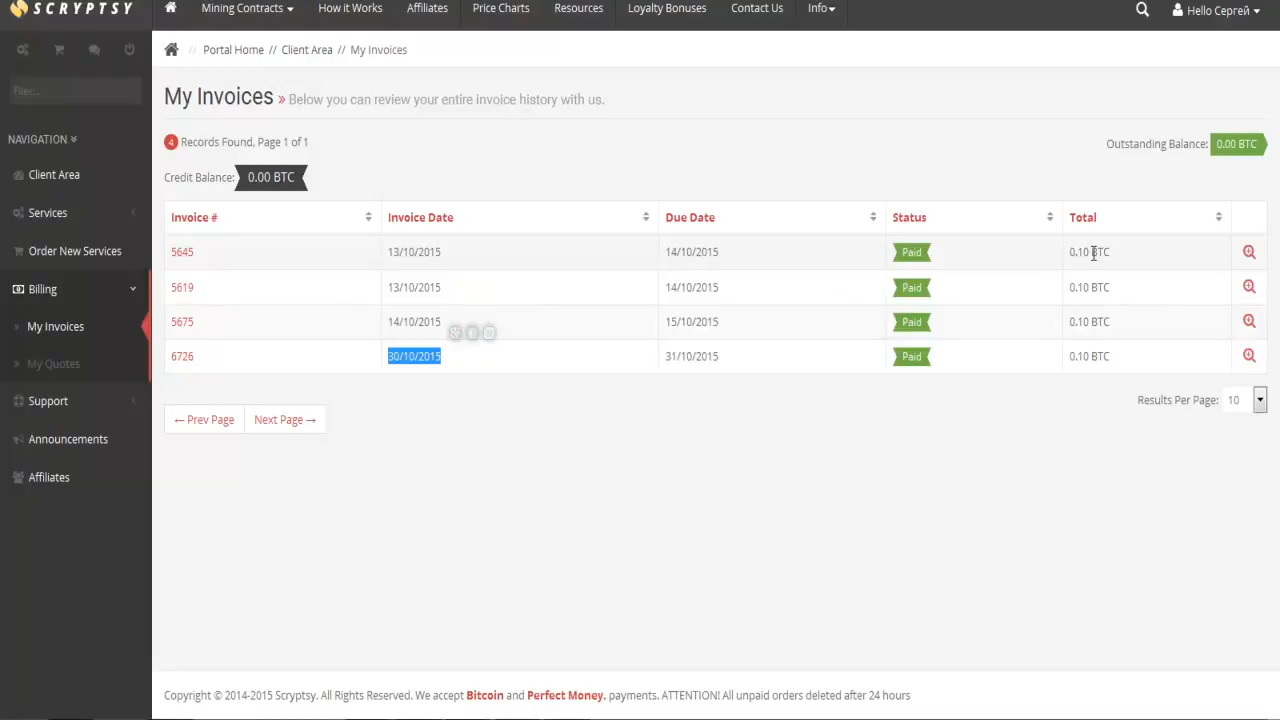 SCRYPTSY
Mining Contracts
How it Works
Affiliates
Price Charts
Resources
Loyalty Bonuses
Contact Us
Info
Hello Сергей
Filter...
NAVIGATION
Client Area
Services
Order New Services
Billing
My Invoices
My Quotes
Support
Announcements
Affiliates
Portal Home // Client Area // My Invoices
My Invoices » Below you can review your entire invoice history with us.
4 Records Found, Page 1 of 1
Outstanding Balance: 0.00 BTC
Credit Balance: 0.00 BTC
Invoice # Invoice Date Due Date Status Total
5645 13/10/2015 14/10/2015 Paid 0.10 BTC
5619 13/10/2015 14/10/2015 Paid 0.10 BTC
5675 14/10/2015 15/10/2015 Paid 0.10 BTC
6726 30/10/2015 31/10/2015 Paid 0.10 BTC
Results Per Page: 10
← Prev Page Next Page →
Copyright © 2014-2015 Scryptsy. All Rights Reserved. We accept Bitcoin and Perfect Money. payments. ATTENTION! All unpaid orders deleted after 24 hours